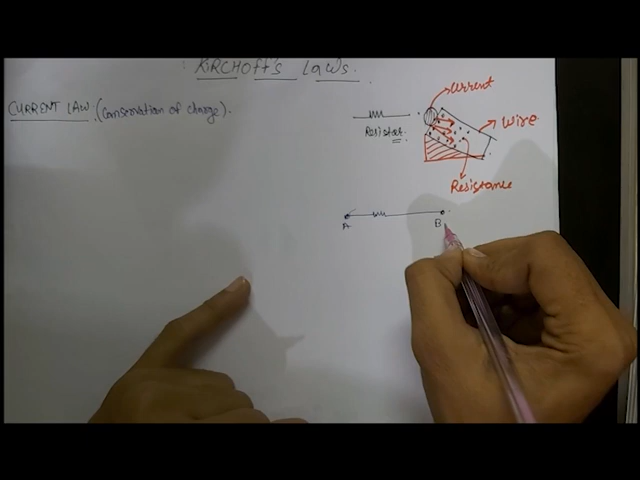 : KIRCHOff's Laws.
CURRENT LAW. (Conservation of charge).
Current
Wire
Resistor
Resistance
A
B